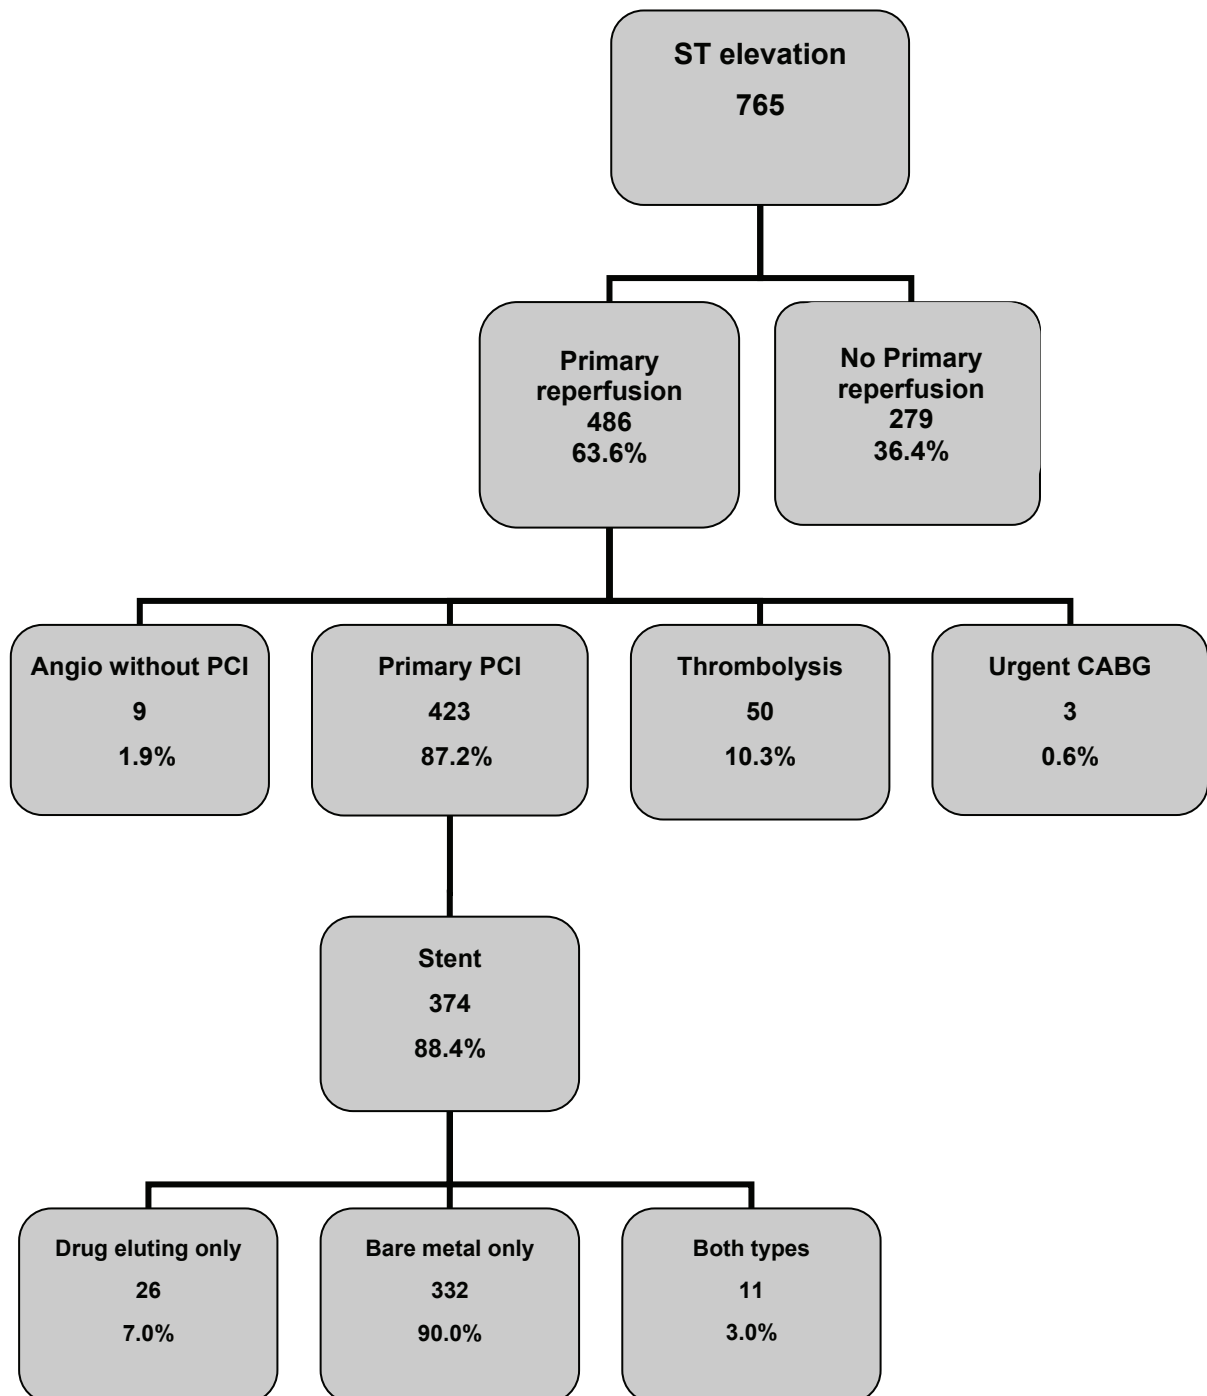 ST elevation
765
Primary
reperfusion
486
63.6%
No Primary
reperfusion
279
36.4%
Angio without PCI
9
1.9%
Primary PCI
423
87.2%
Thrombolysis
50
10.3%
Urgent CABG
3
0.6%
Stent
374
88.4%
Drug eluting only
26
7.0%
Bare metal only
332
90.0%
Both types
11
3.0%